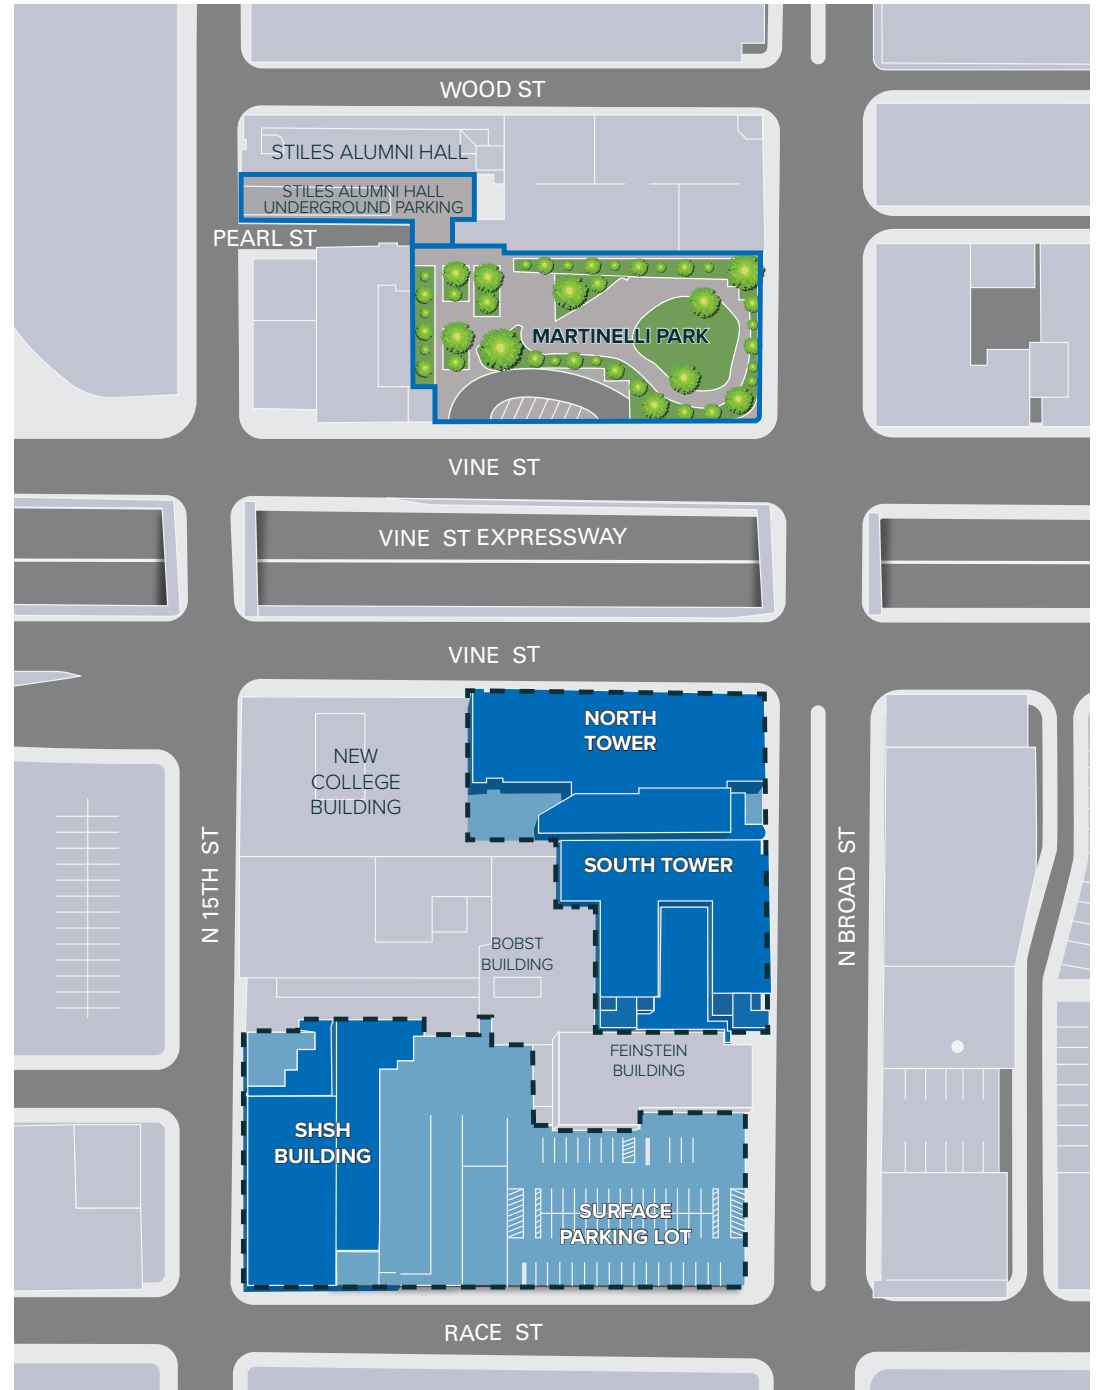 WOOD ST
STILES ALUMNI HALL
STILES ALUMNI HALL
UNDERGROUND PARKING
PEARL ST
MARTINELLI PARK
VINE ST
VINE ST EXPRESSWAY
VINE ST
NORTH
TOWER
NEW
COLLEGE
BUILDING
N 15TH ST
SOUTH TOWER
N BROAD ST
BOBST
BUILDING
FEINSTEIN
BUILDING
SHSH
BUILDING
SURFACE
PARKING LOT
RACE ST